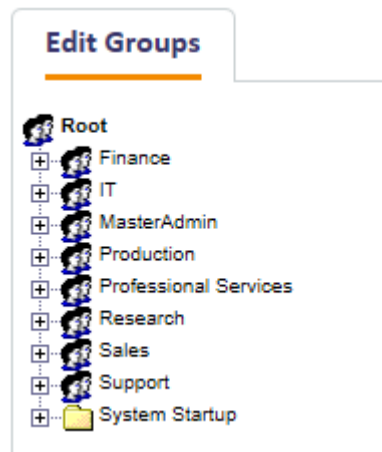 Edit Groups
Root
Finance
IT
MasterAdmin
Production
Professional Services
Research
Sales
Support
System Startup